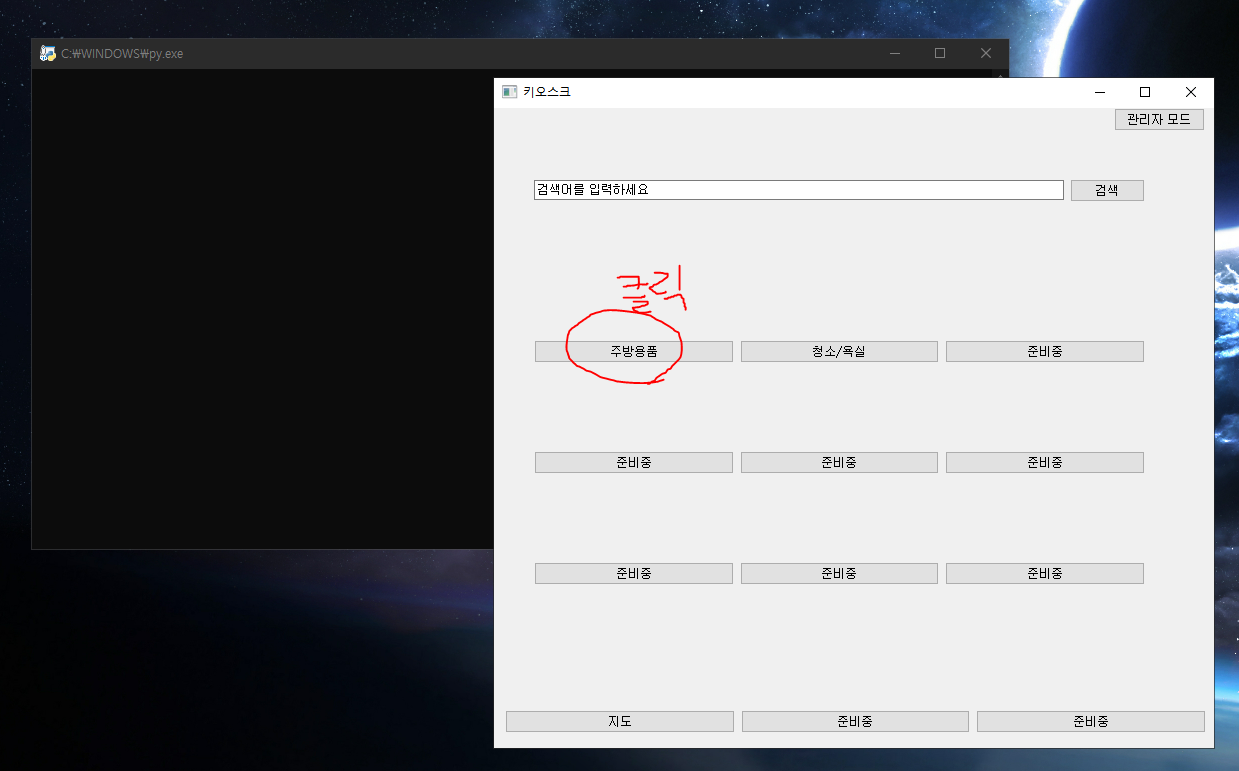 C:₩WINDOWS₩py.exe
키오스크
관리자 모드
검색어를 입력하세요 검색
클릭
주방용품 청소/욕실 준비중
준비중 준비중 준비중
준비중 준비중 준비중
지도 준비중 준비중